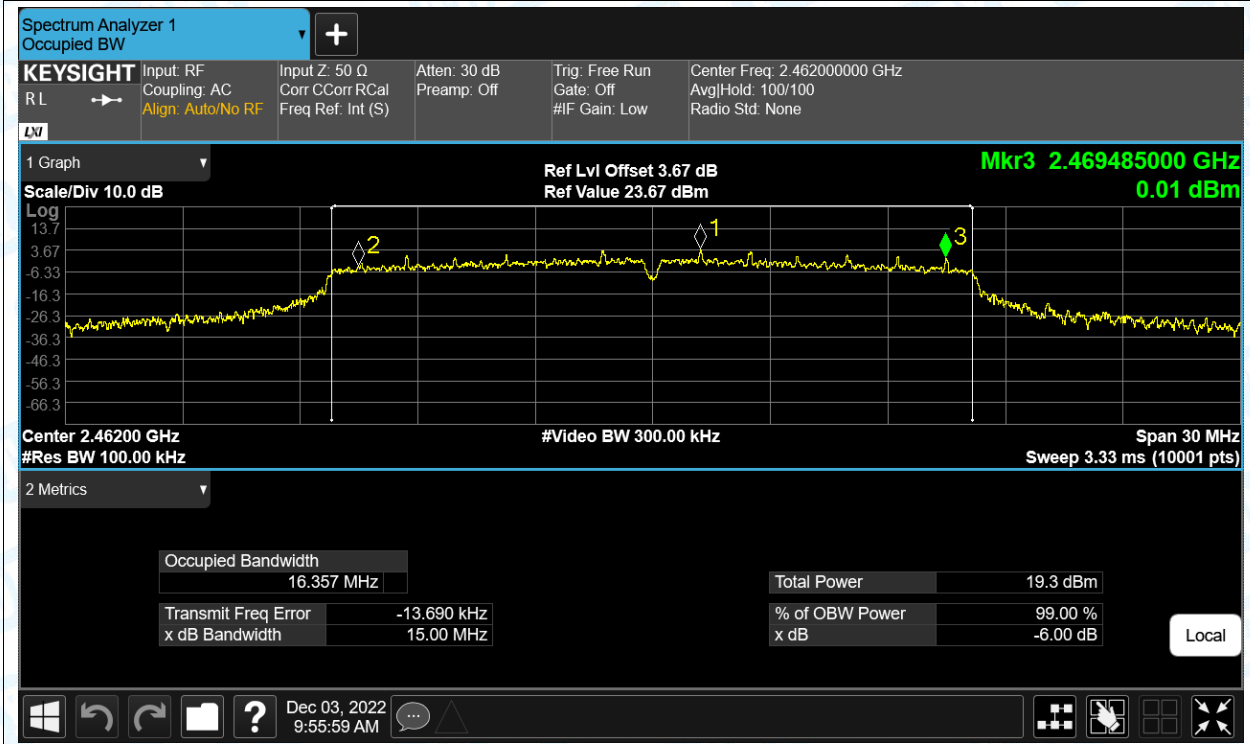 Spectrum Analyzer 1
Occupied BW
+
KEYSIGHT
R L
LXI
Input: RF
Coupling: AC
Align: Auto/No RF
Input Z: 50 Ω
Corr CCorr RCal
Freq Ref: Int (S)
Atten: 30 dB
Preamp: Off
Trig: Free Run
Gate: Off
#IF Gain: Low
Center Freq: 2.462000000 GHz
Avg|Hold: 100/100
Radio Std: None
1 Graph
Scale/Div 10.0 dB
Ref Lvl Offset 3.67 dB
Ref Value 23.67 dBm
Mkr3 2.469485000 GHz
0.01 dBm
Log
13.7
3.67
-6.33
-16.3
-26.3
-36.3
-46.3
-56.3
-66.3
2
1
3
Center 2.46200 GHz
#Video BW 300.00 kHz
Span 30 MHz
#Res BW 100.00 kHz
Sweep 3.33 ms (10001 pts)
2 Metrics
Occupied Bandwidth
16.357 MHz
Total Power 19.3 dBm
Transmit Freq Error -13.690 kHz
% of OBW Power 99.00 %
x dB Bandwidth 15.00 MHz
x dB -6.00 dB
Local
?
Dec 03, 2022
9:55:59 AM